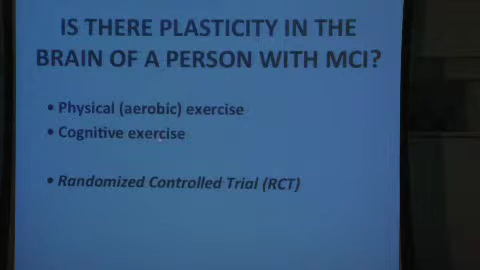 IS THERE PLASTICITY IN THE
BRAIN OF A PERSON WITH MCI?
• Physical (aerobic) exercise
• Cognitive exercise
• Randomized Controlled Trial (RCT)